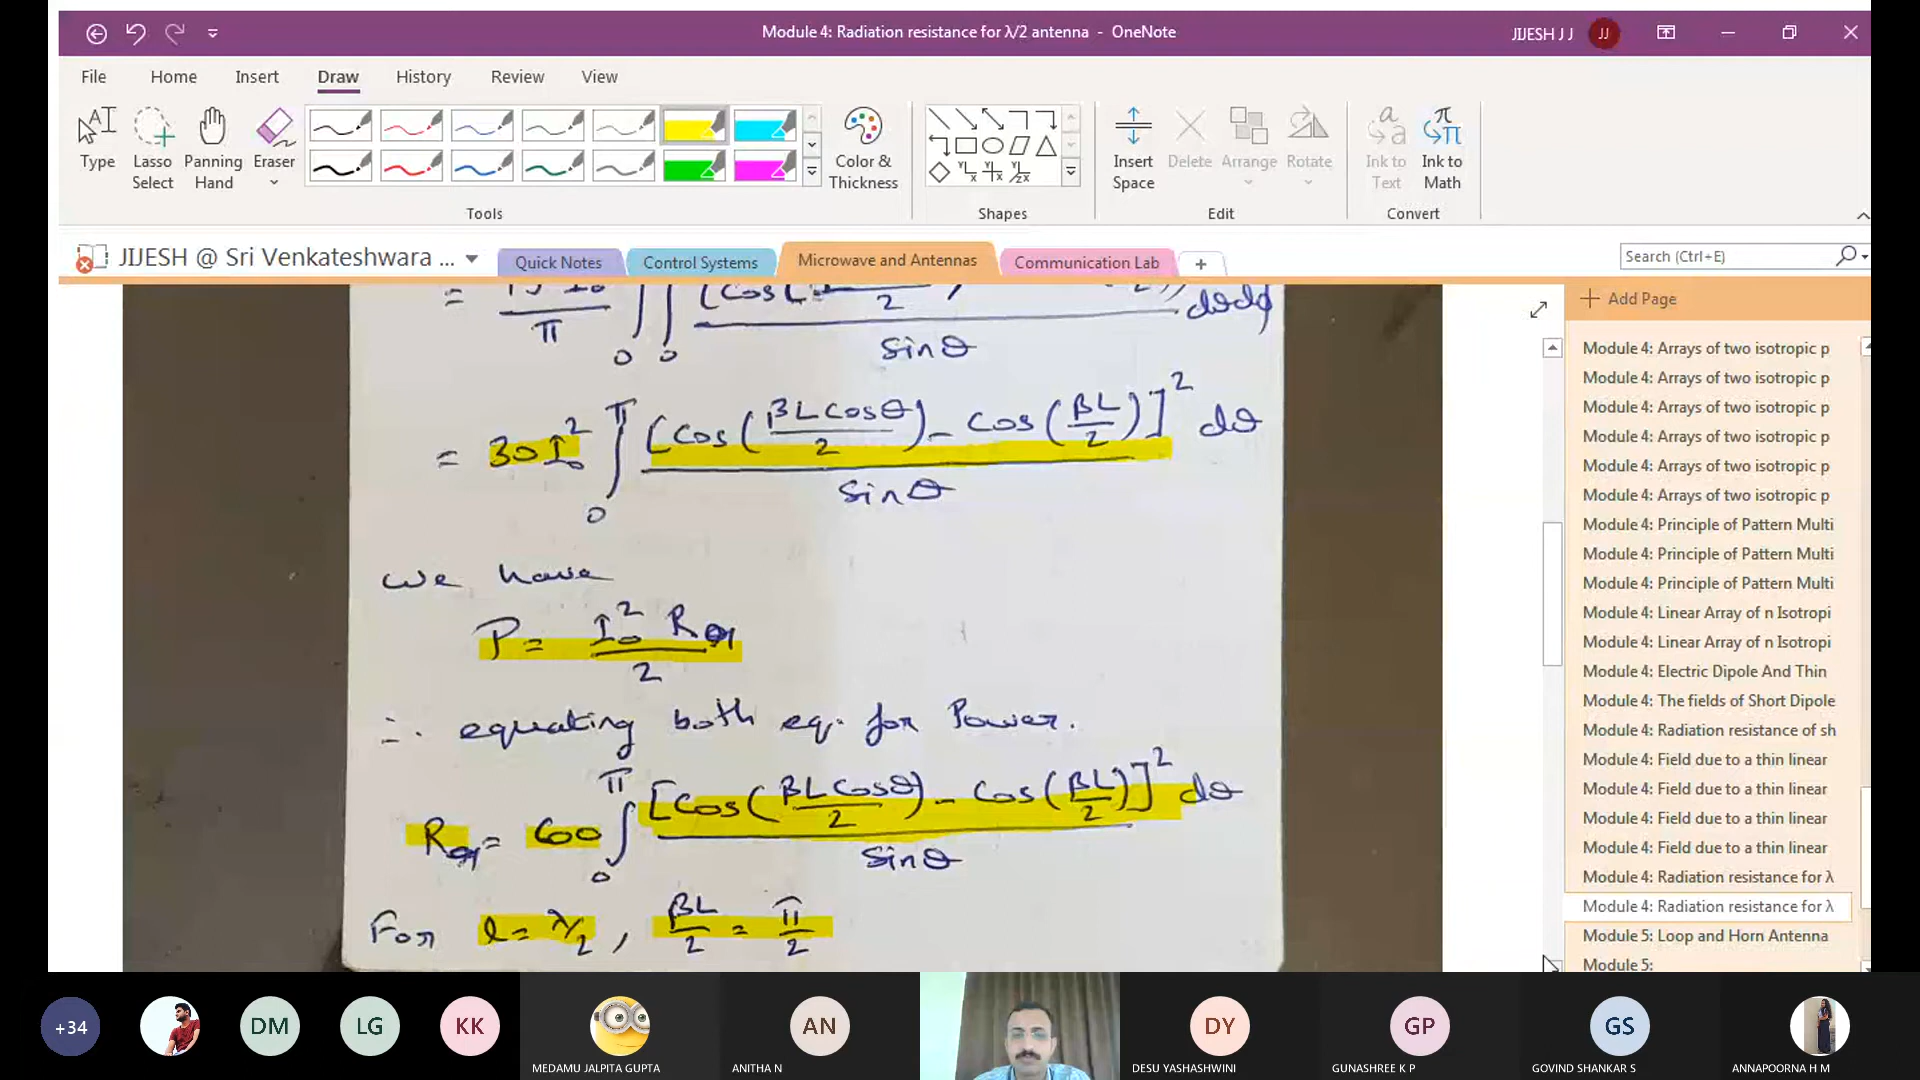 Module 4: Radiation resistance for λ/2 antenna - OneNote
JIJESH J J
JJ
File Home Insert Draw History Review View
Type
Lasso Select
Panning Hand
Eraser
Color & Thickness
Insert Space
Delete
Arrange
Rotate
Ink to Text
Ink to Math
Tools
Shapes
Edit
Convert
JIJESH @ Sri Venkateshwara ...
Quick Notes
Control Systems
Microwave and Antennas
Communication Lab
Search (Ctrl+E)
Add Page
Module 4: Arrays of two isotropic p
Module 4: Arrays of two isotropic p
Module 4: Arrays of two isotropic p
Module 4: Arrays of two isotropic p
Module 4: Arrays of two isotropic p
Module 4: Arrays of two isotropic p
Module 4: Principle of Pattern Multi
Module 4: Principle of Pattern Multi
Module 4: Principle of Pattern Multi
Module 4: Linear Array of n Isotropi
Module 4: Linear Array of n Isotropi
Module 4: Electric Dipole And Thin
Module 4: The fields of Short Dipole
Module 4: Radiation resistance of sh
Module 4: Field due to a thin linear
Module 4: Field due to a thin linear
Module 4: Field due to a thin linear
Module 4: Field due to a thin linear
Module 4: Radiation resistance for λ
Module 4: Radiation resistance for λ
Module 5: Loop and Horn Antenna
Module 5:
π ∫₀ ∫₀ sinθ dθdφ
= 30I₀² ∫₀^π [cos(βLcosθ/2) - cos(βL/2)]² / sinθ dθ
we have
P = I₀² Rr / 2
∴ equating both eq. for Power.
Rr = 60 ∫₀^π [cos(βLcosθ/2) - cos(βL/2)]² / sinθ dθ
For l = λ/2, βL/2 = π/2
+34
DM
LG
KK
MEDAMU JALPITA GUPTA
AN
ANITHA N
DY
DESU YASHASHWINI
GP
GUNASHREE K P
GS
GOVIND SHANKAR S
ANNAPOORNA H M